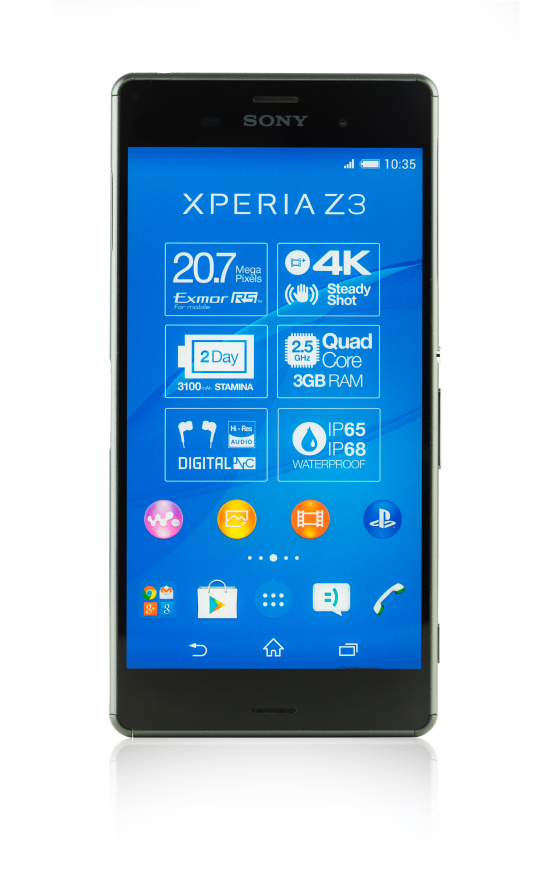 SONY
10:35
XPERIA Z3
20.7 Mega Pixels
Exmor RS™
for mobile
4K
Steady Shot
2 Day
3100 mAh STAMINA
2.5 GHz
Quad Core
3GB RAM
Hi-Res
AUDIO
DIGITAL NC
IP65
IP68
WATERPROOF